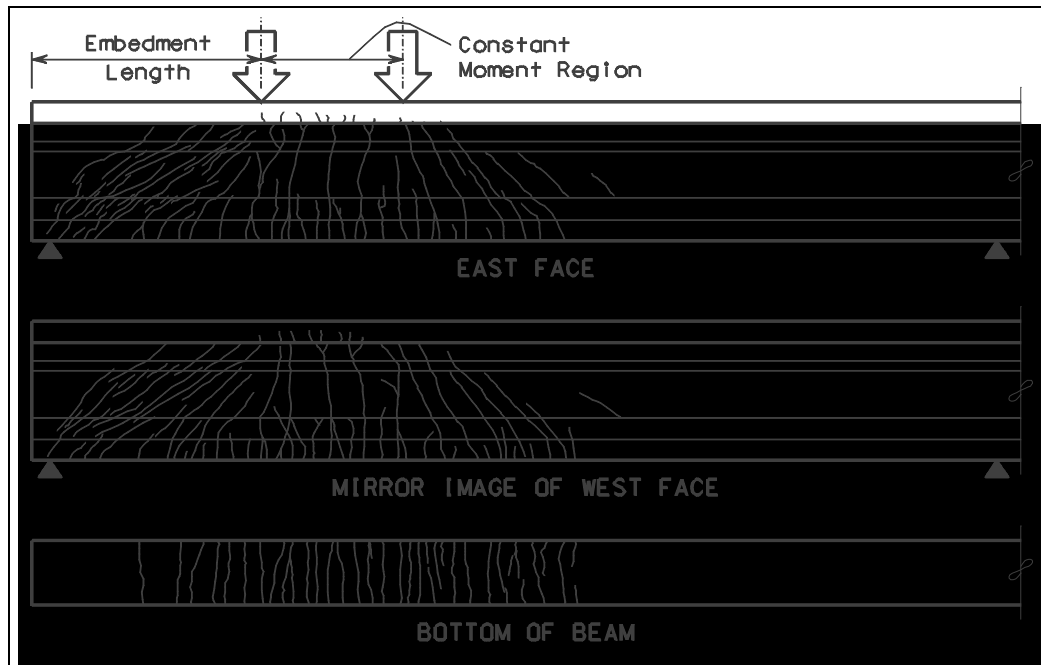 Embedment
Length
Constant
Moment Region
EAST FACE
MIRROR IMAGE OF WEST FACE
BOTTOM OF BEAM